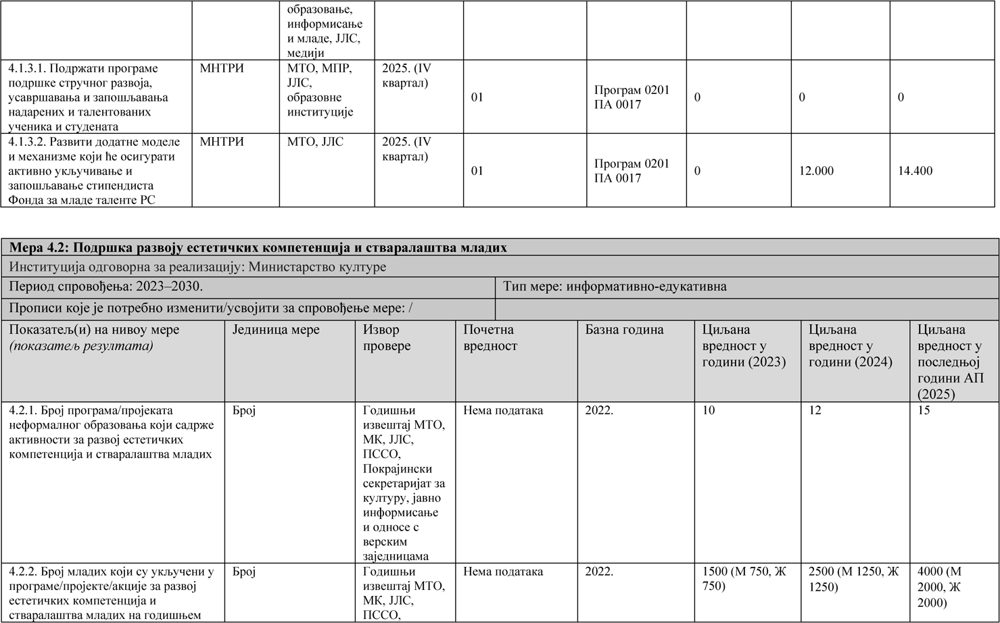 образовање,
информисање
и младе, ЈЛС,
медији
4.1.3.1. Подржати програме
подршке стручног развоја,
усавршавања и запошљавања
надарених и талентованих
ученика и студената
МНТРИ
МТО, МПР,
ЈЛС,
образовне
институције
2025. (IV
квартал)
01
Програм 0201
ПА 0017
0
0
0
4.1.3.2. Развити додатне моделе
и механизме који ће осигурати
активно укључивање и
запошљавање стипендиста
Фонда за младе таленте РС
МНТРИ
МТО, ЈЛС
2025. (IV
квартал)
01
Програм 0201
ПА 0017
0
12.000
14.400
Мера 4.2: Подршка развоју естетичких компетенција и стваралаштва младих
Институција одговорна за реализацију: Министарство културе
Период спровођења: 2023–2030.
Тип мере: информативно-едукативна
Прописи које је потребно изменити/усвојити за спровођење мере: /
Показатељ(и) на нивоу мере
(показатељ резултата)
Јединица мере
Извор
провере
Почетна
вредност
Базна година
Циљана
вредност у
години (2023)
Циљана
вредност у
години (2024)
Циљана
вредност у
последњој
години АП
(2025)
4.2.1. Број програма/пројеката
неформалног образовања који садрже
активности за развој естетичких
компетенција и стваралаштва младих
Број
Годишњи
извештај МТО,
МК, ЈЛС,
ПССО,
Покрајински
секретаријат за
културу, јавно
информисање
и односе с
верским
заједницама
Нема података
2022.
10
12
15
4.2.2. Број младих који су укључени у
програме/пројекте/акције за развој
естетичких компетенција и
стваралаштва младих на годишњем
Број
Годишњи
извештај МТО,
МК, ЈЛС,
ПССО,
Нема података
2022.
1500 (М 750, Ж
750)
2500 (М 1250, Ж
1250)
4000 (М
2000, Ж
2000)